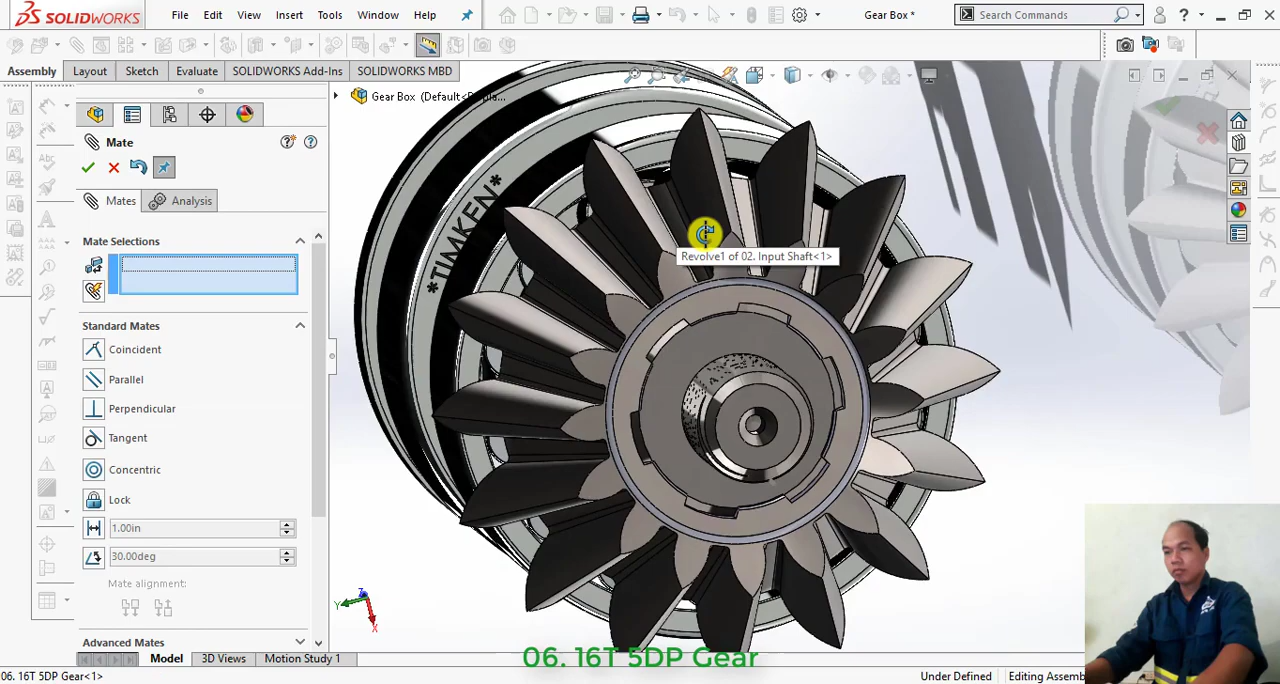 SOLIDWORKS
File Edit View Insert Tools Window Help
Gear Box *
Search Commands
Assembly Layout Sketch Evaluate SOLIDWORKS Add-Ins SOLIDWORKS MBD
Gear Box (Default<Displa...
Mate
Mates Analysis
Mate Selections
Standard Mates
Coincident
Parallel
Perpendicular
Tangent
Concentric
Lock
1.00in
30.00deg
Mate alignment:
Advanced Mates
*TIMKEN*
Revolve1 of 02. Input Shaft<1>
Z
Y
X
Model 3D Views Motion Study 1
06. 16T 5DP Gear
06. 16T 5DP Gear<1>
Under Defined
Editing Assemb